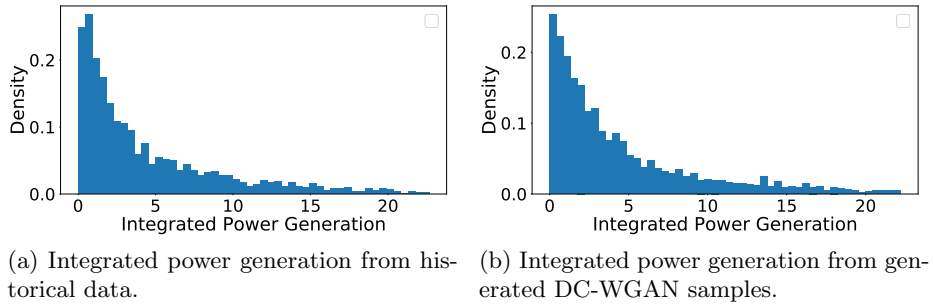 0.2
0.1
0.0
Density
0 5 10 15 20
Integrated Power Generation
(a) Integrated power generation from his-
torical data.
0.2
0.1
0.0
Density
0 5 10 15 20
Integrated Power Generation
(b) Integrated power generation from gen-
erated DC-WGAN samples.